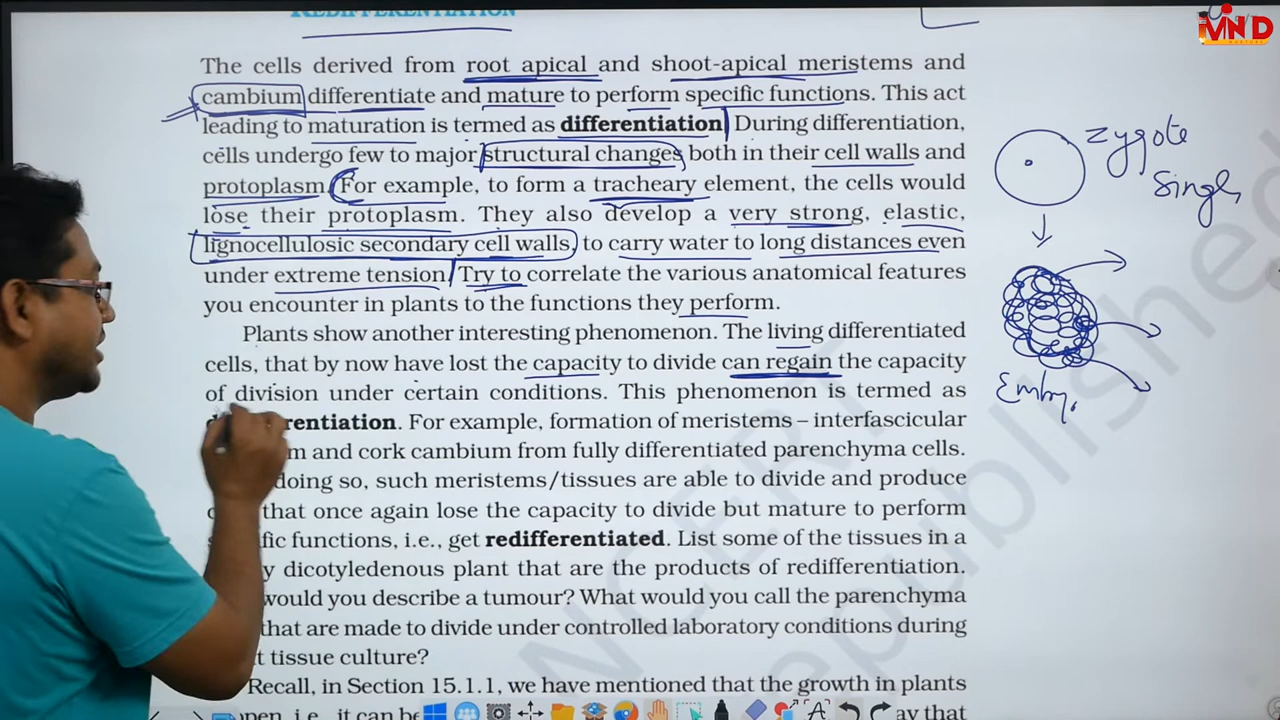 REDIFFERENTIATION
MVND
The cells derived from root apical and shoot-apical meristems and
cambium differentiate and mature to perform specific functions. This act
leading to maturation is termed as differentiation. During differentiation,
cells undergo few to major structural changes both in their cell walls and
protoplasm. For example, to form a tracheary element, the cells would
lose their protoplasm. They also develop a very strong, elastic,
lignocellulosic secondary cell walls, to carry water to long distances even
under extreme tension. Try to correlate the various anatomical features
you encounter in plants to the functions they perform.
Plants show another interesting phenomenon. The living differentiated
cells, that by now have lost the capacity to divide can regain the capacity
of division under certain conditions. This phenomenon is termed as
rentiation. For example, formation of meristems – interfascicular
m and cork cambium from fully differentiated parenchyma cells.
doing so, such meristems/tissues are able to divide and produce
that once again lose the capacity to divide but mature to perform
fic functions, i.e., get redifferentiated. List some of the tissues in a
y dicotyledenous plant that are the products of redifferentiation.
would you describe a tumour? What would you call the parenchyma
that are made to divide under controlled laboratory conditions during
t tissue culture?
Recall, in Section 15.1.1, we have mentioned that the growth in plants
open, i.e., it can be ay that
zygote
Single
Embry.
NCERT
republished